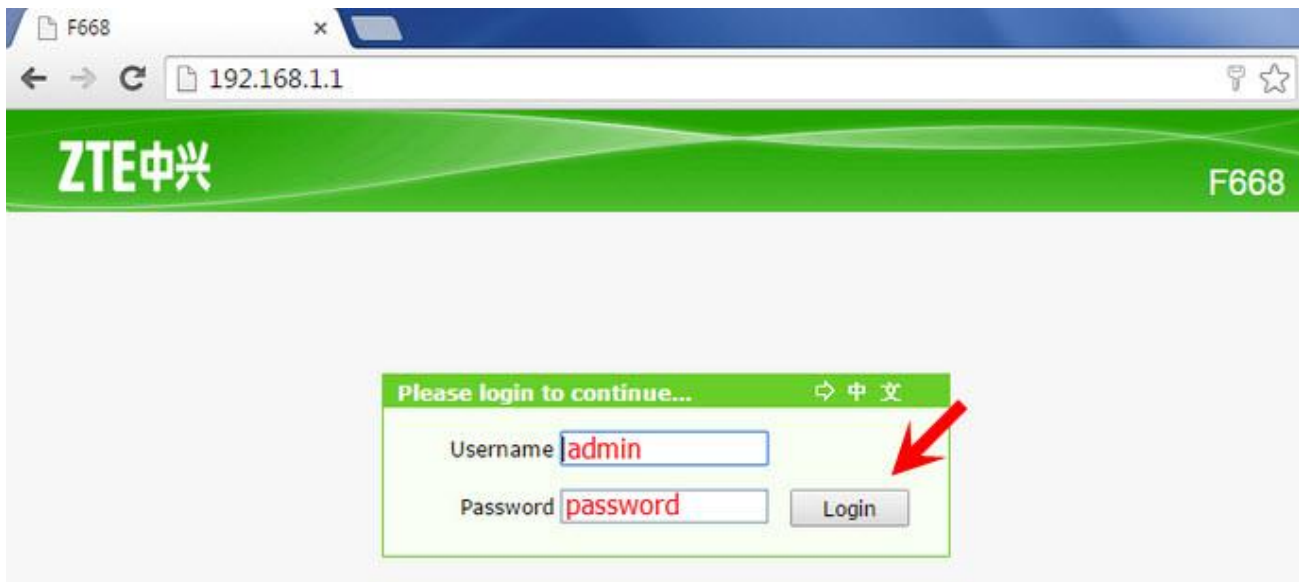 F668
192.168.1.1
ZTE中兴
F668
Please login to continue... 中 文
Username admin
Password password Login